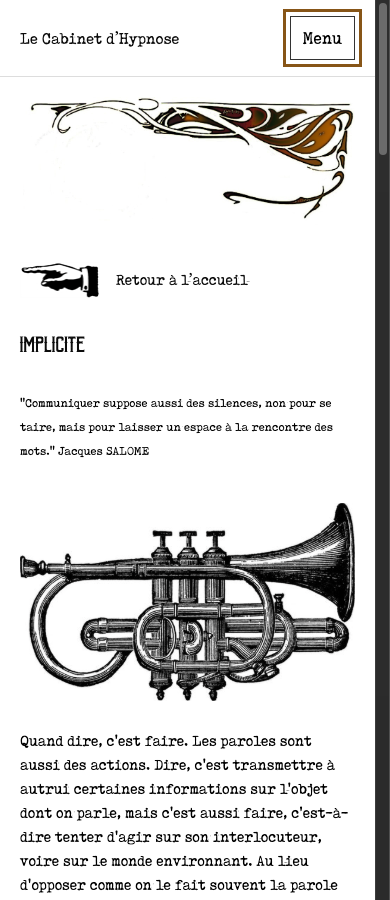 Le Cabinet d’Hypnose
Menu
Retour à l’accueil
IMPLICITE
"Communiquer suppose aussi des silences, non pour se
taire, mais pour laisser un espace à la rencontre des
mots." Jacques SALOME
Quand dire, c'est faire. Les paroles sont
aussi des actions. Dire, c'est transmettre à
autrui certaines informations sur l'objet
dont on parle, mais c'est aussi faire, c'est-à-
dire tenter d'agir sur son interlocuteur,
voire sur le monde environnant. Au lieu
d'opposer comme on le fait souvent la parole